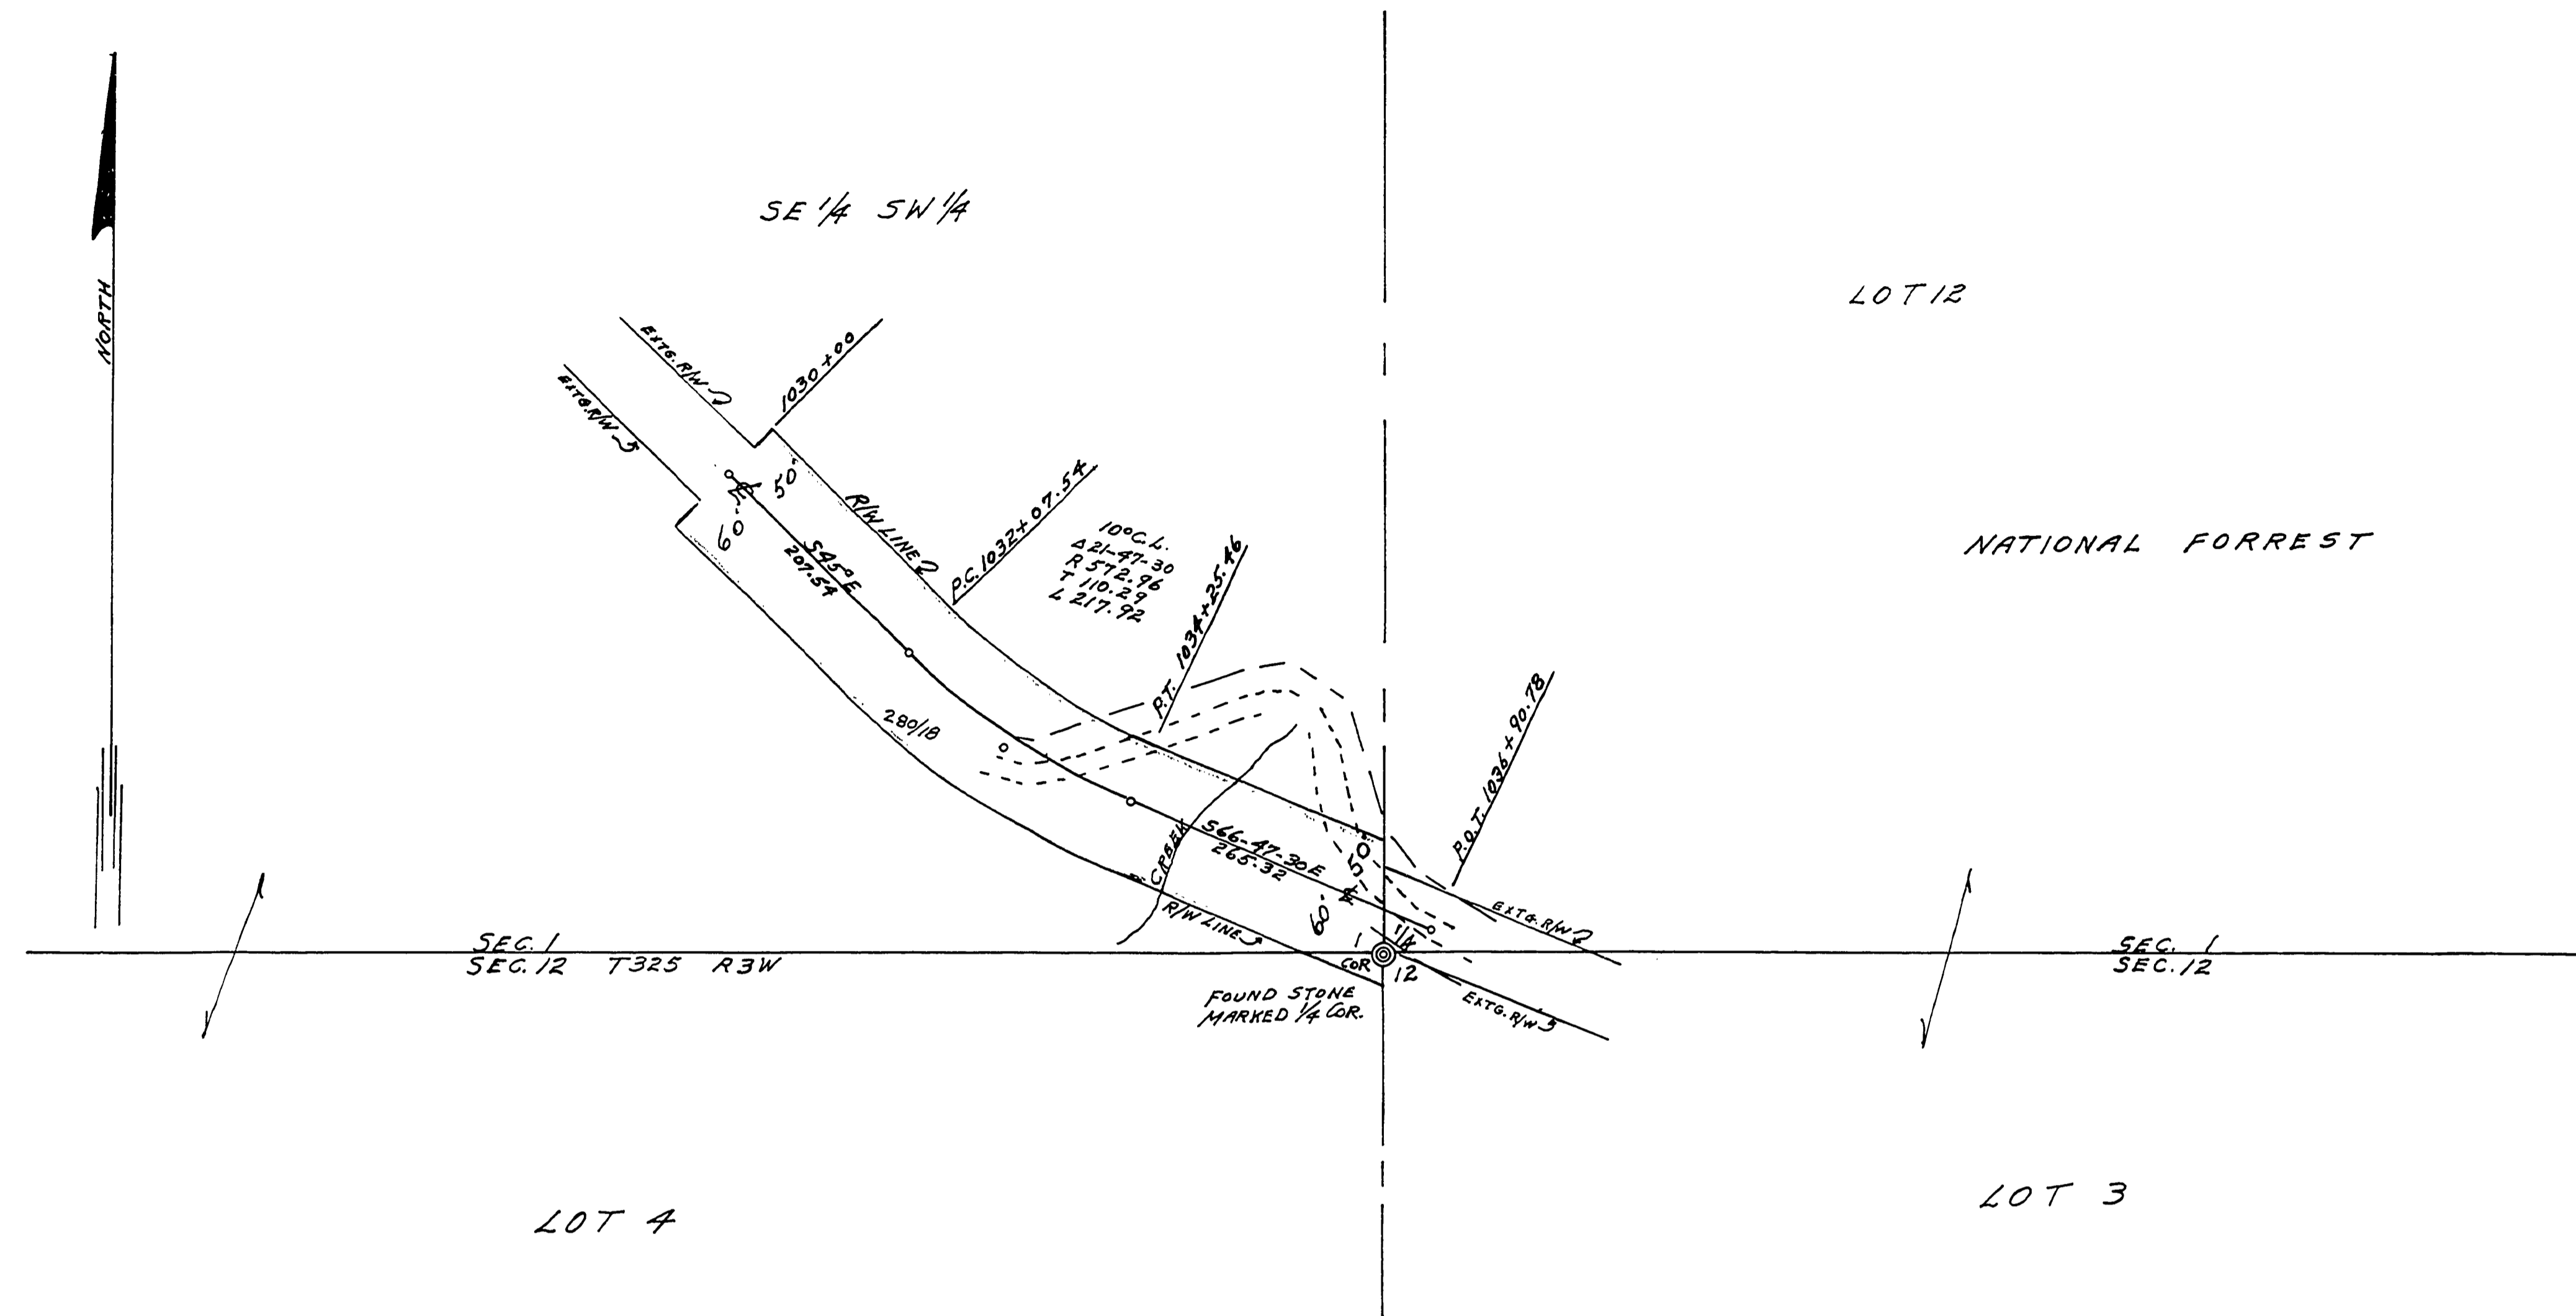 NORTH
SE 1/4 SW 1/4
LOT 12
EXTG. R/W
EXTG. R/W
1030+00
50'
60'
R/W LINE
P.C. 1032+07.54
10° C.L.
Δ 21-47-30
R 572.96
T 110.29
L 217.92
S45°E
207.54
P.T. 1034+25.46
NATIONAL FORREST
280/18
CREEK
S66-47-30E
265.32
50'
60'
P.O.T. 1036+90.78
R/W LINE
EXTG. R/W
EXTG. R/W
SEC. 1
SEC. 12 T32S R3W
1
1/4
COR
12
SEC. 1
SEC. 12
FOUND STONE
MARKED 1/4 COR.
LOT 4
LOT 3